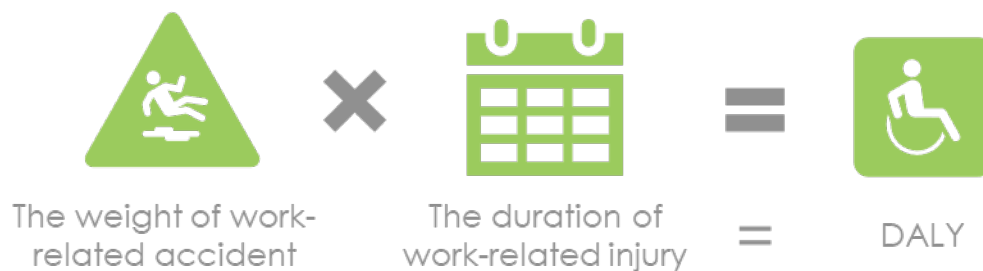 The weight of work-
related accident
The duration of
work-related injury
=
DALY